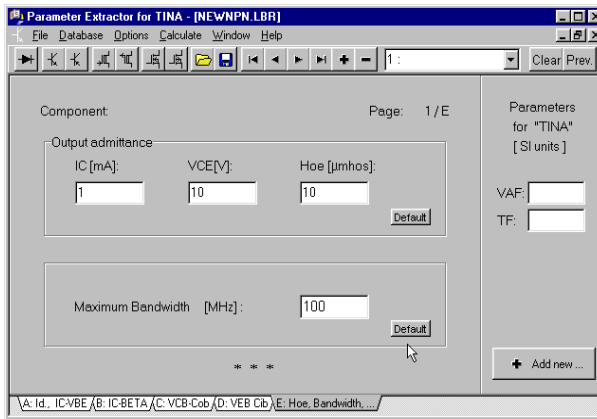 Parameter Extractor for TINA - [NEWNPN.LBR]
File Database Options Calculate Window Help
1 : Clear Prev.
Component: Page: 1 / E
Output admittance
IC [mA]: VCE[V]: Hoe [µmhos]:
1 10 10
Default
Maximum Bandwidth [MHz] : 100
Default
* * *
Parameters
for "TINA"
[ SI units ]
VAF:
TF:
+ Add new ...
A: Id., IC-VBE B: IC-BETA C: VCB-Cob D: VEB Cib E: Hoe, Bandwidth, ...